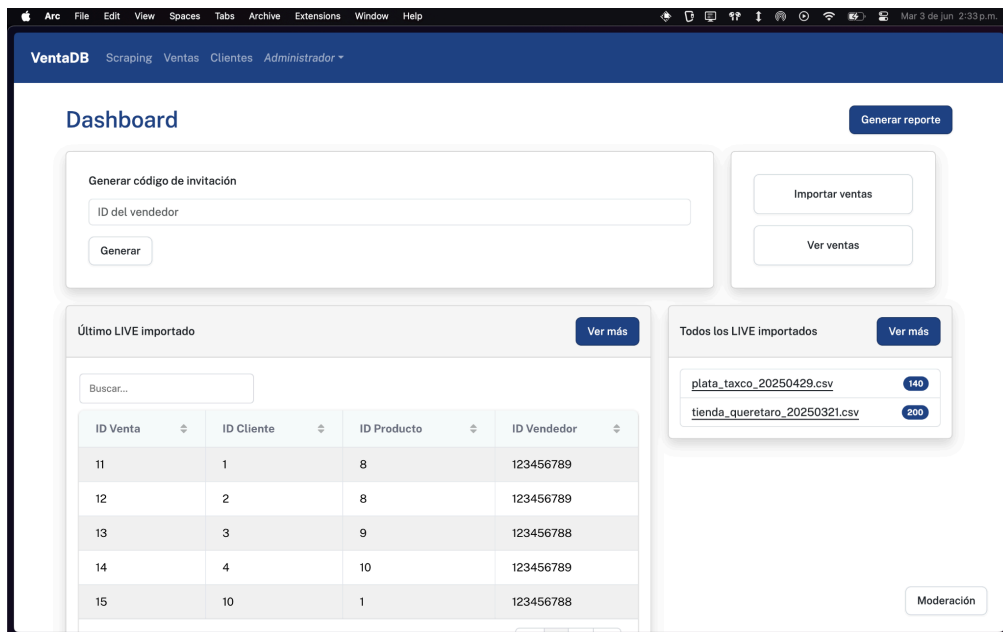 Arc File Edit View Spaces Tabs Archive Extensions Window Help Mar 3 de jun 2:33 p.m.
VentaDB Scraping Ventas Clientes Administrador
Dashboard
Generar reporte
Generar código de invitación
ID del vendedor
Generar
Importar ventas
Ver ventas
Último LIVE importado
Ver más
Buscar...
ID Venta ID Cliente ID Producto ID Vendedor
11 1 8 123456789
12 2 8 123456789
13 3 9 123456788
14 4 10 123456789
15 10 1 123456788
Todos los LIVE importados
Ver más
plata_taxco_20250429.csv 140
tienda_queretaro_20250321.csv 200
Moderación